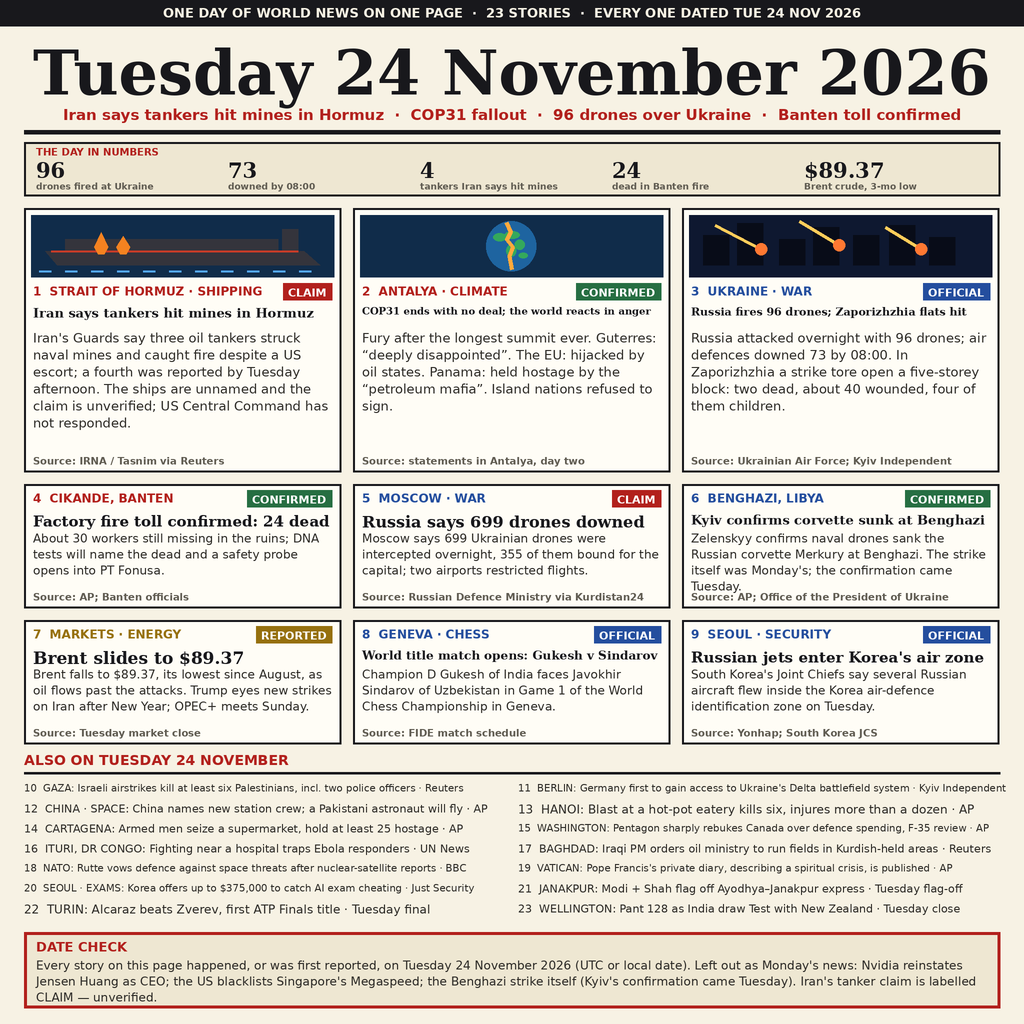 ONE DAY OF WORLD NEWS ON ONE PAGE · 23 STORIES · EVERY ONE DATED TUE 24 NOV 2026
Tuesday 24 November 2026
Iran says tankers hit mines in Hormuz · COP31 fallout · 96 drones over Ukraine · Banten toll confirmed
THE DAY IN NUMBERS
96
drones fired at Ukraine
73
downed by 08:00
4
tankers Iran says hit mines
24
dead in Banten fire
$89.37
Brent crude, 3-mo low
1 STRAIT OF HORMUZ · SHIPPING
CLAIM
Iran says tankers hit mines in Hormuz
Iran's Guards say three oil tankers struck
naval mines and caught fire despite a US
escort; a fourth was reported by Tuesday
afternoon. The ships are unnamed and the
claim is unverified; US Central Command has
not responded.
Source: IRNA / Tasnim via Reuters
2 ANTALYA · CLIMATE
CONFIRMED
COP31 ends with no deal; the world reacts in anger
Fury after the longest summit ever. Guterres:
“deeply disappointed”. The EU: hijacked by
oil states. Panama: held hostage by the
“petroleum mafia”. Island nations refused to
sign.
Source: statements in Antalya, day two
3 UKRAINE · WAR
OFFICIAL
Russia fires 96 drones; Zaporizhzhia flats hit
Russia attacked overnight with 96 drones; air
defences downed 73 by 08:00. In
Zaporizhzhia a strike tore open a five-storey
block: two dead, about 40 wounded, four of
them children.
Source: Ukrainian Air Force; Kyiv Independent
4 CIKANDE, BANTEN
CONFIRMED
Factory fire toll confirmed: 24 dead
About 30 workers still missing in the ruins; DNA
tests will name the dead and a safety probe
opens into PT Fonusa.
Source: AP; Banten officials
5 MOSCOW · WAR
CLAIM
Russia says 699 drones downed
Moscow says 699 Ukrainian drones were
intercepted overnight, 355 of them bound for the
capital; two airports restricted flights.
Source: Russian Defence Ministry via Kurdistan24
6 BENGHAZI, LIBYA
CONFIRMED
Kyiv confirms corvette sunk at Benghazi
Zelenskyy confirms naval drones sank the
Russian corvette Merkury at Benghazi. The strike
itself was Monday's; the confirmation came
Tuesday.
Source: AP; Office of the President of Ukraine
7 MARKETS · ENERGY
REPORTED
Brent slides to $89.37
Brent falls to $89.37, its lowest since August, as
oil flows past the attacks. Trump eyes new strikes
on Iran after New Year; OPEC+ meets Sunday.
Source: Tuesday market close
8 GENEVA · CHESS
OFFICIAL
World title match opens: Gukesh v Sindarov
Champion D Gukesh of India faces Javokhir
Sindarov of Uzbekistan in Game 1 of the World
Chess Championship in Geneva.
Source: FIDE match schedule
9 SEOUL · SECURITY
OFFICIAL
Russian jets enter Korea's air zone
South Korea's Joint Chiefs say several Russian
aircraft flew inside the Korea air-defence
identification zone on Tuesday.
Source: Yonhap; South Korea JCS
ALSO ON TUESDAY 24 NOVEMBER
10 GAZA: Israeli airstrikes kill at least six Palestinians, incl. two police officers · Reuters
11 BERLIN: Germany first to gain access to Ukraine's Delta battlefield system · Kyiv Independent
12 CHINA · SPACE: China names new station crew; a Pakistani astronaut will fly · AP
13 HANOI: Blast at a hot-pot eatery kills six, injures more than a dozen · AP
14 CARTAGENA: Armed men seize a supermarket, hold at least 25 hostage · AP
15 WASHINGTON: Pentagon sharply rebukes Canada over defence spending, F-35 review · AP
16 ITURI, DR CONGO: Fighting near a hospital traps Ebola responders · UN News
17 BAGHDAD: Iraqi PM orders oil ministry to run fields in Kurdish-held areas · Reuters
18 NATO: Rutte vows defence against space threats after nuclear-satellite reports · BBC
19 VATICAN: Pope Francis's private diary, describing a spiritual crisis, is published · AP
20 SEOUL · EXAMS: Korea offers up to $375,000 to catch AI exam cheating · Just Security
21 JANAKPUR: Modi + Shah flag off Ayodhya–Janakpur express · Tuesday flag-off
22 TURIN: Alcaraz beats Zverev, first ATP Finals title · Tuesday final
23 WELLINGTON: Pant 128 as India draw Test with New Zealand · Tuesday close
DATE CHECK
Every story on this page happened, or was first reported, on Tuesday 24 November 2026 (UTC or local date). Left out as Monday's news: Nvidia reinstates
Jensen Huang as CEO; the US blacklists Singapore's Megaspeed; the Benghazi strike itself (Kyiv's confirmation came Tuesday). Iran's tanker claim is labelled
CLAIM — unverified.